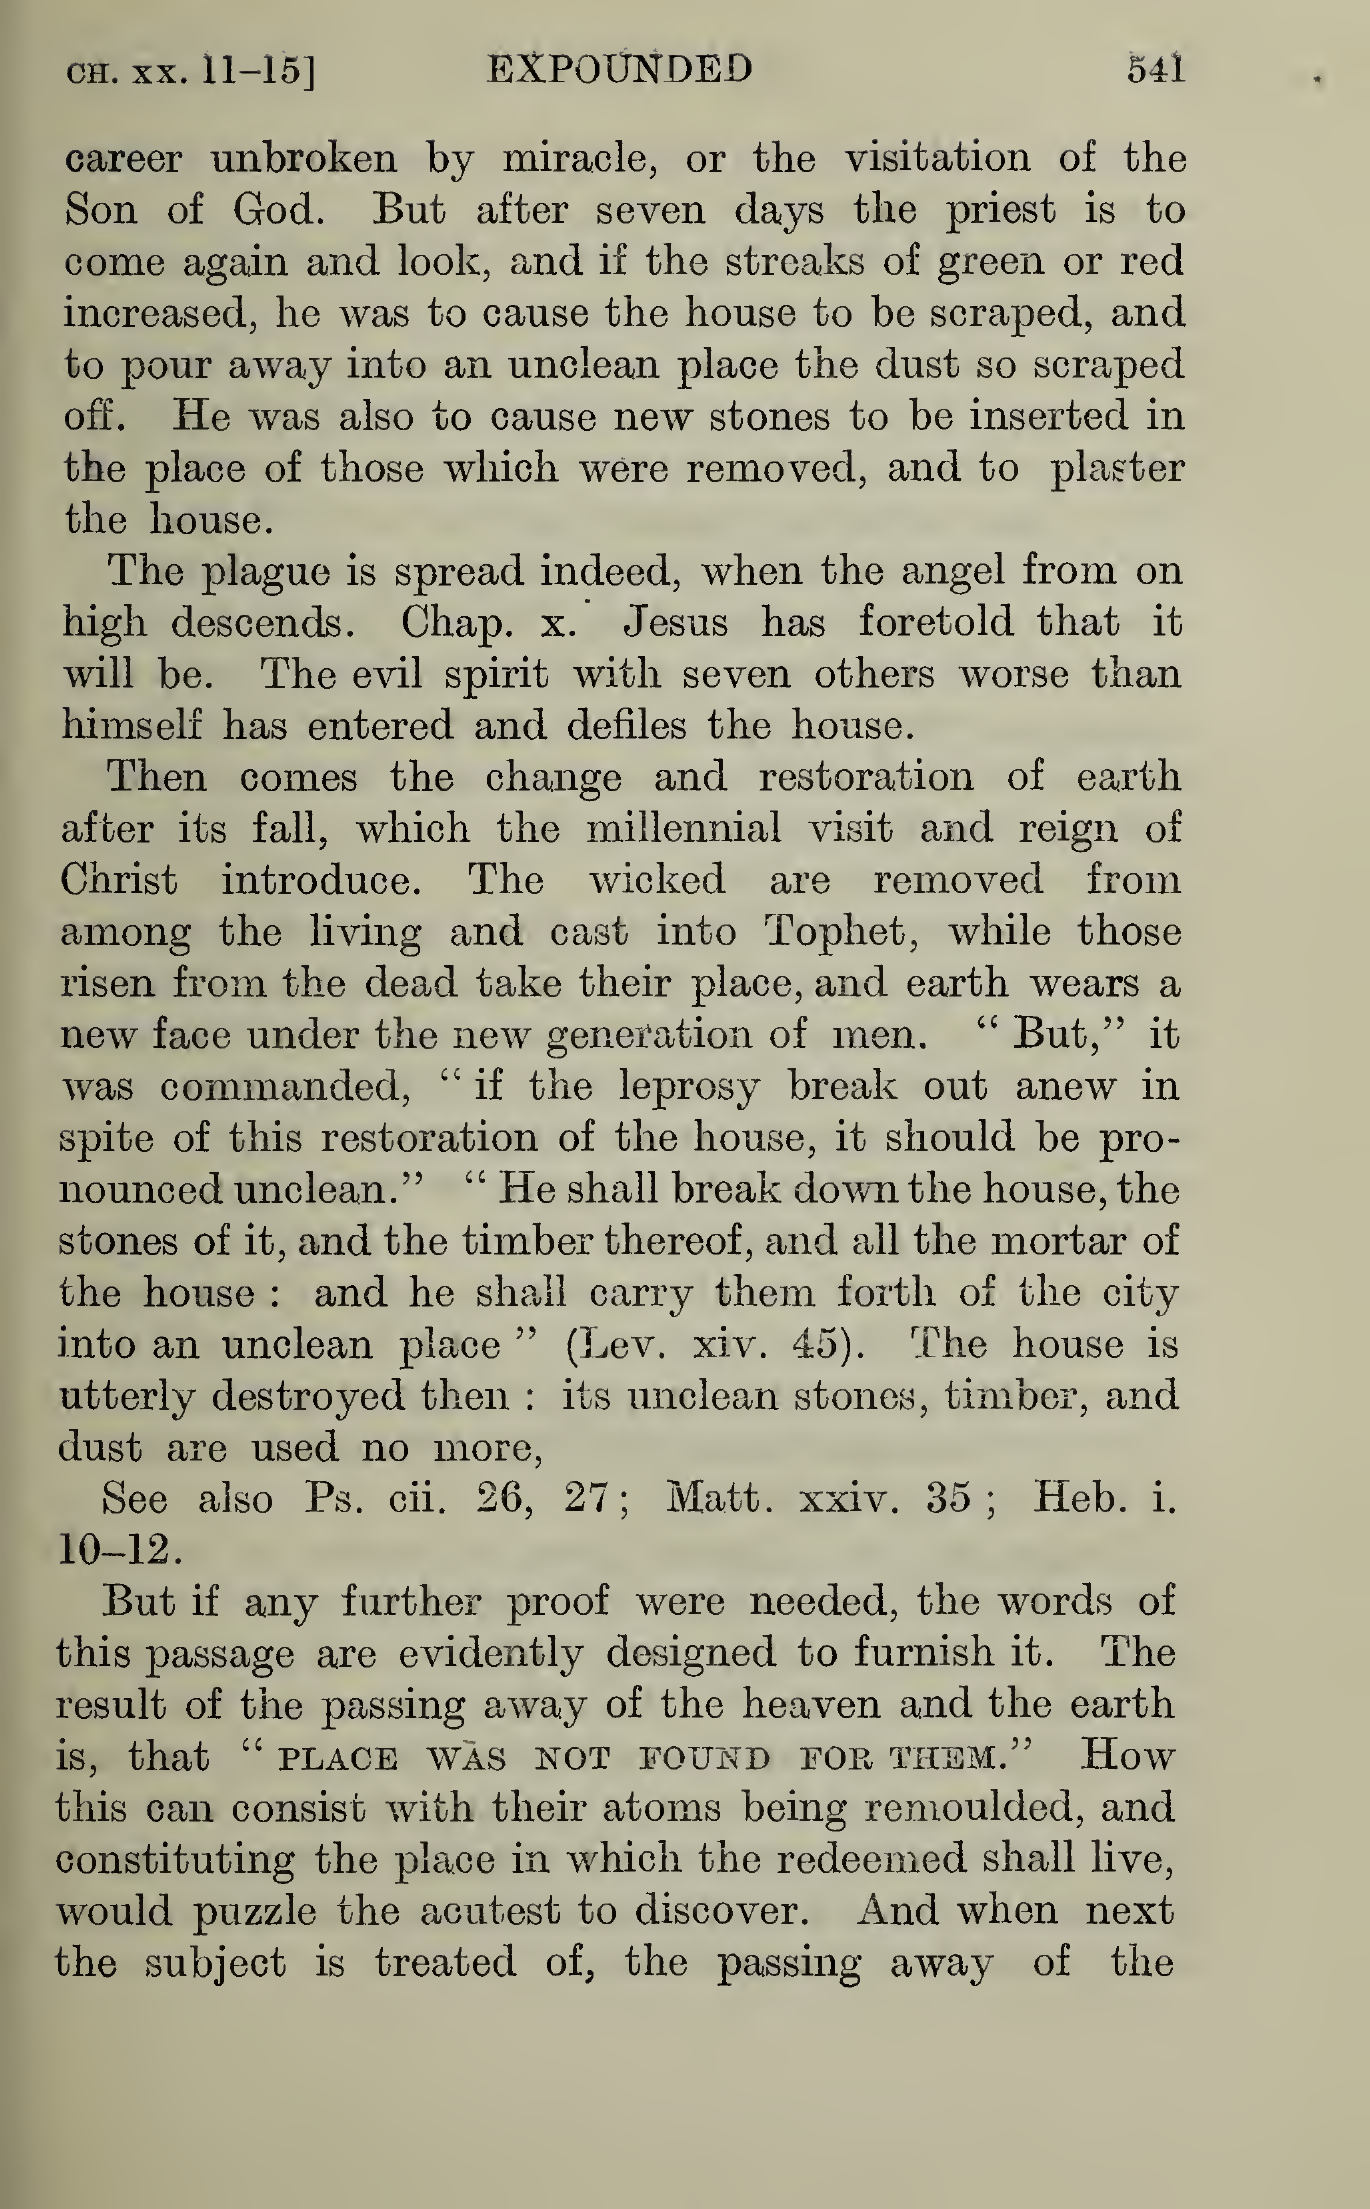 CH. XX. 11–15] EXPOUNDED 541
career unbroken by miracle, or the visitation of the
Son of God. But after seven days the priest is to
come again and look, and if the streaks of green or red
increased, he was to cause the house to be scraped, and
to pour away into an unclean place the dust so scraped
off. He was also to cause new stones to be inserted in
the place of those which were removed, and to plaster
the house.
The plague is spread indeed, when the angel from on
high descends. Chap. x. Jesus has foretold that it
will be. The evil spirit with seven others worse than
himself has entered and defiles the house.
Then comes the change and restoration of earth
after its fall, which the millennial visit and reign of
Christ introduce. The wicked are removed from
among the living and cast into Tophet, while those
risen from the dead take their place, and earth wears a
new face under the new generation of men. “ But,” it
was commanded, “ if the leprosy break out anew in
spite of this restoration of the house, it should be pro-
nounced unclean.” “ He shall break down the house, the
stones of it, and the timber thereof, and all the mortar of
the house : and he shall carry them forth of the city
into an unclean place ” (Lev. xiv. 45). The house is
utterly destroyed then : its unclean stones, timber, and
dust are used no more,
See also Ps. cii. 26, 27 ; Matt. xxiv. 35 ; Heb. i.
10–12.
But if any further proof were needed, the words of
this passage are evidently designed to furnish it. The
result of the passing away of the heaven and the earth
is, that “ PLACE WAS NOT FOUND FOR THEM.” How
this can consist with their atoms being remoulded, and
constituting the place in which the redeemed shall live,
would puzzle the acutest to discover. And when next
the subject is treated of, the passing away of the